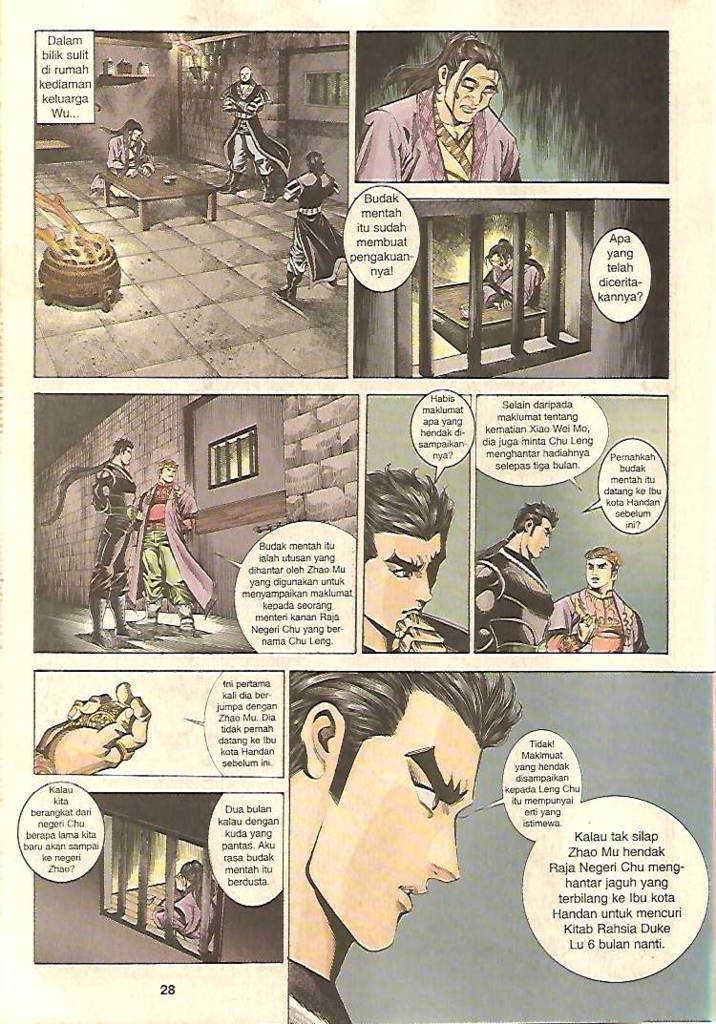 Dalam
bilik sulit
di rumah
kediaman
keluarga
Wu...
Budak
mentah
itu sudah
membuat
pengakuan-
nya!
Apa
yang
telah
dicerita-
kannya?
Budak mentah itu
ialah utusan yang
dihantar oleh Zhao Mu
yang digunakan untuk
menyampaikan maklumat
kepada seorang
menteri kanan Raja
Negeri Chu yang ber-
nama Chu Leng.
Habis
maklumat
apa yang
hendak di-
sampaikan-
nya?
Selain daripada
maklumat tentang
kematian Xiao Wei Mo,
dia juga minta Chu Leng
menghantar hadiahnya
selepas tiga bulan.
Pernahkah
budak
mentah itu
datang ke Ibu
kota Handan
sebelum
ini?
Ini pertama
kali dia ber-
jumpa dengan
Zhao Mu. Dia
tidak pernah
datang ke Ibu
kota Handan
sebelum ini.
Kalau
kita
berangkat dari
negeri Chu
berapa lama kita
baru akan sampai
ke negeri
Zhao?
Dua bulan
kalau dengan
kuda yang
pantas. Aku
rasa budak
mentah itu
berdusta.
Tidak!
Maklmuat
yang hendak
disampaikan
kepada Leng Chu
itu mempunyai
erti yang
istimewa.
Kalau tak silap
Zhao Mu hendak
Raja Negeri Chu meng-
hantar jaguh yang
terbilang ke Ibu kota
Handan untuk mencuri
Kitab Rahsia Duke
Lu 6 bulan nanti.
28